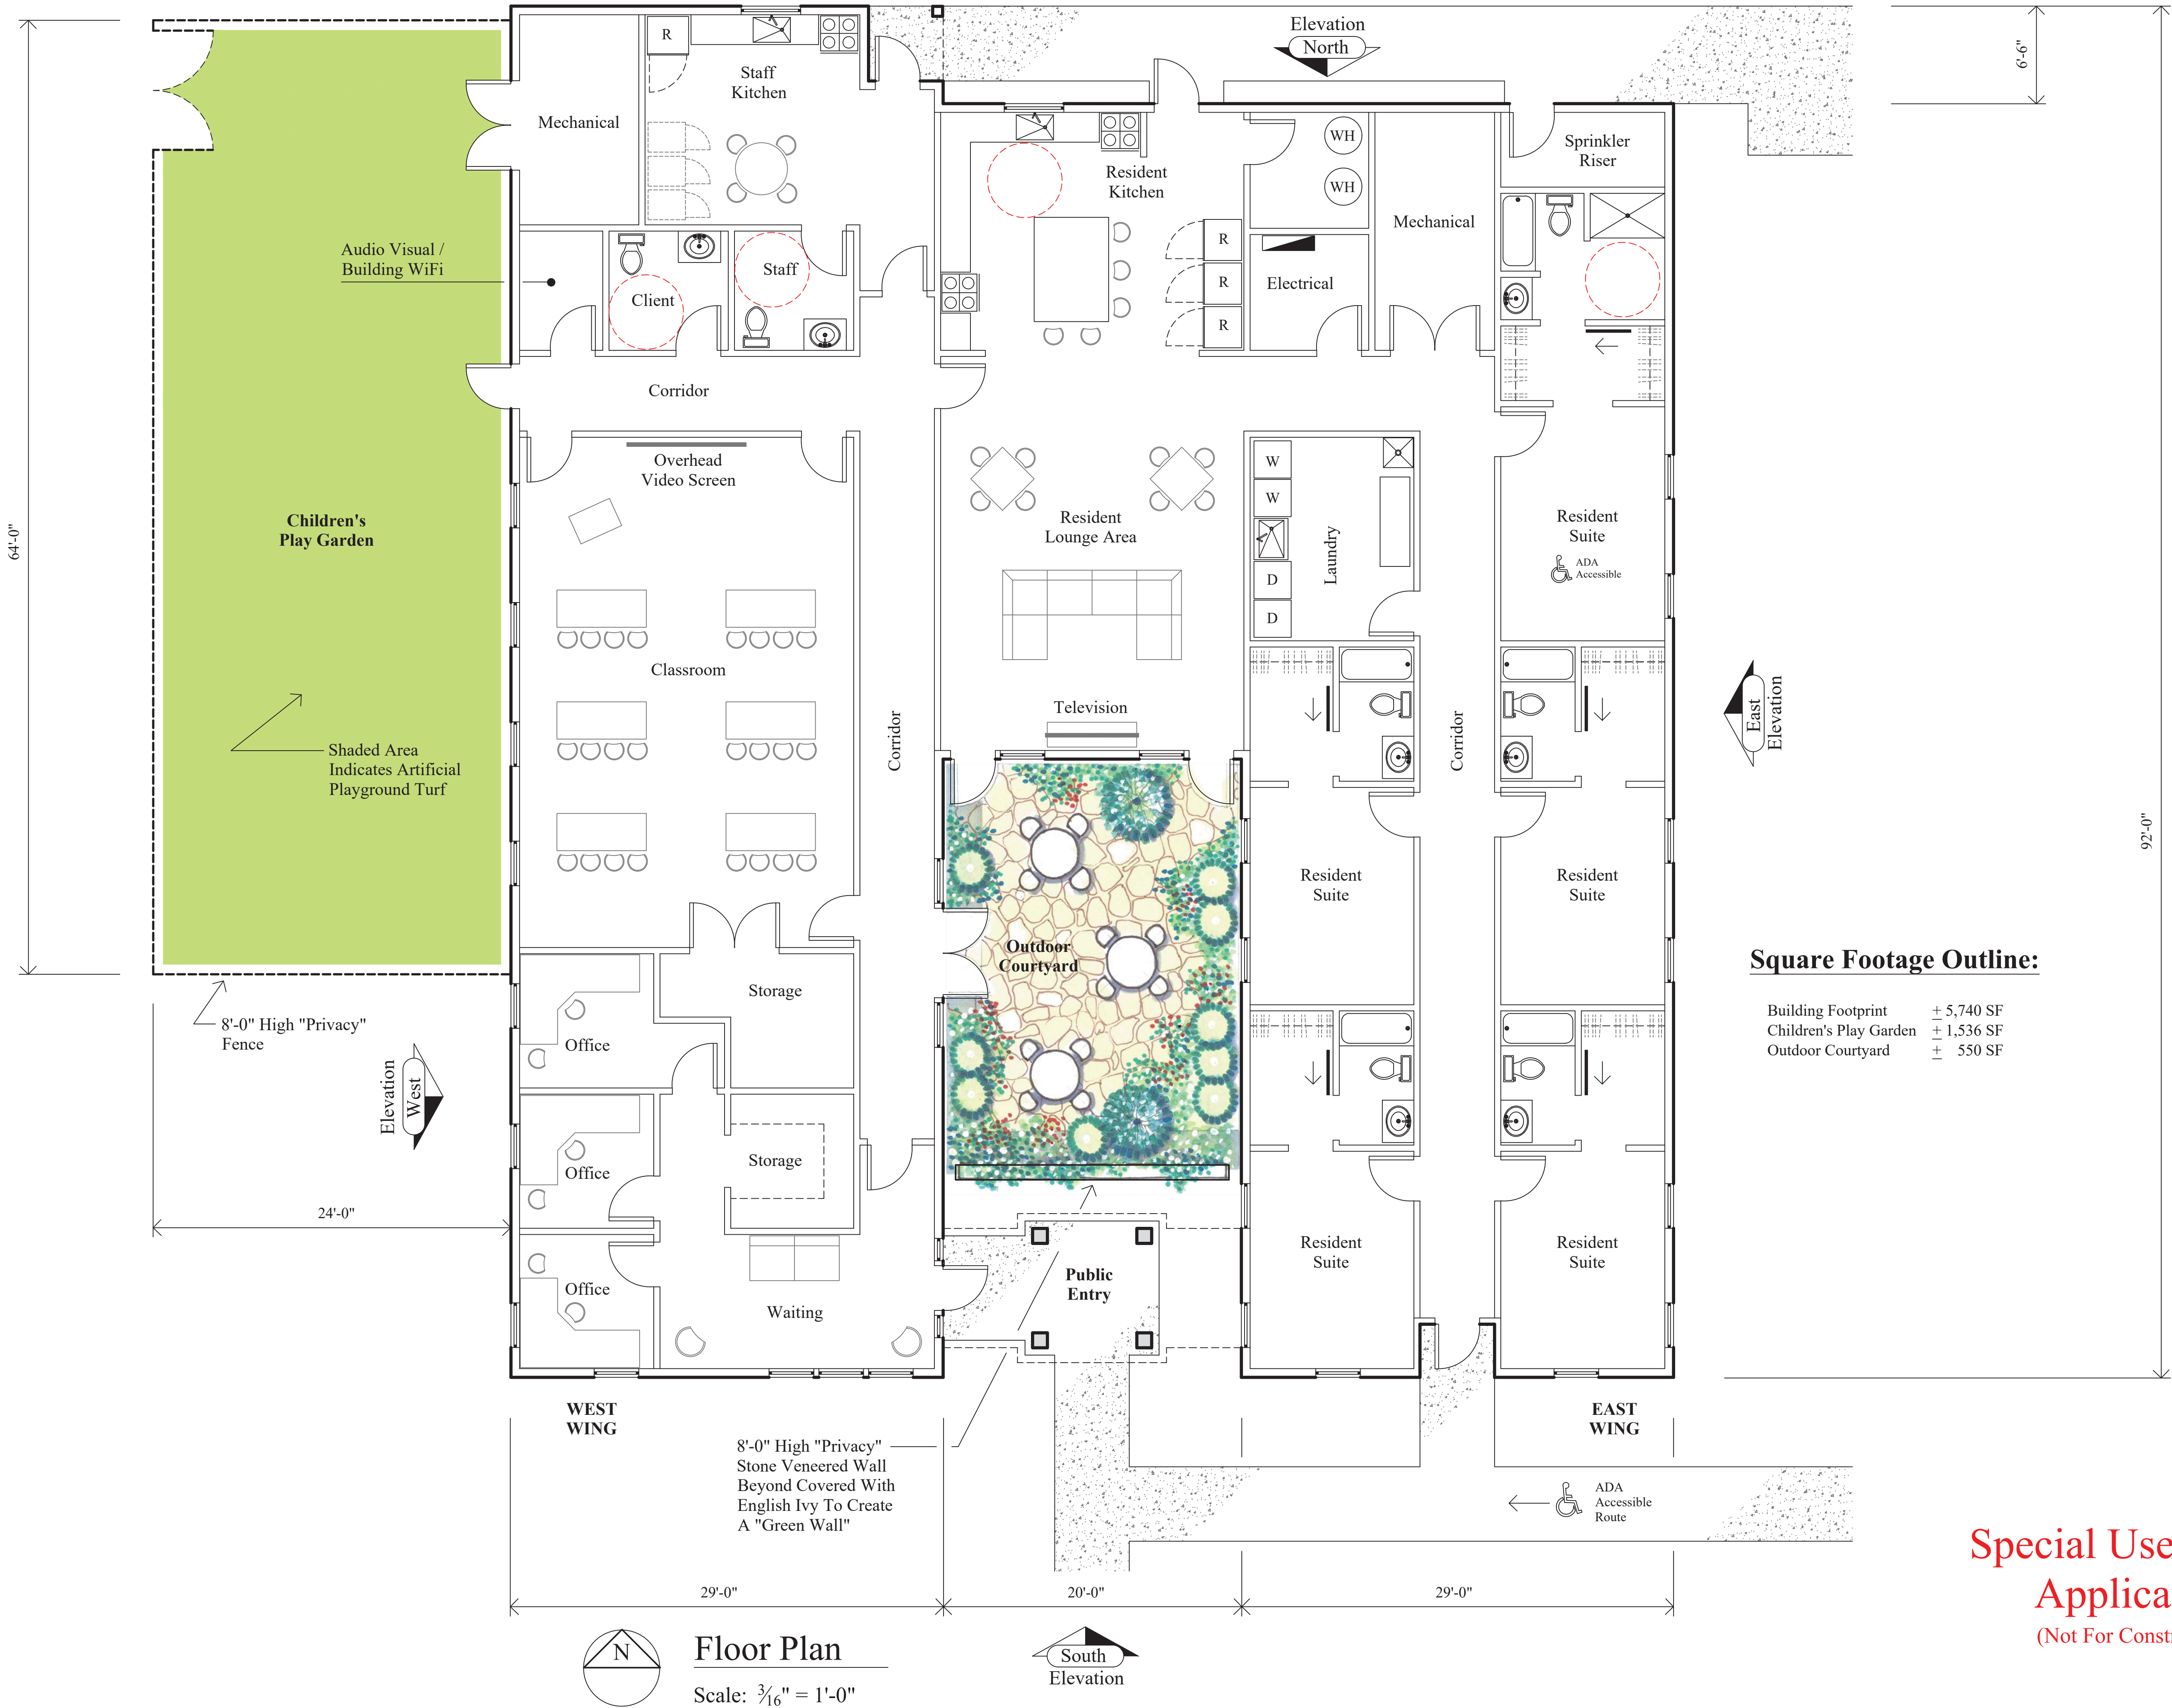 Elevation
North
6'-6"
R
Staff
Kitchen
Mechanical
WH
WH
Sprinkler
Riser
Resident
Kitchen
Mechanical
Audio Visual /
Building WiFi
Client
Staff
R
R
R
Electrical
Corridor
Overhead
Video Screen
W
W
D
D
Laundry
Resident
Lounge Area
Resident
Suite
ADA
Accessible
64'-0"
Children's
Play Garden
Classroom
Television
Corridor
Corridor
East
Elevation
Shaded Area
Indicates Artificial
Playground Turf
92'-0"
Resident
Suite
Resident
Suite
Outdoor
Courtyard
Square Footage Outline:
Building Footprint ± 5,740 SF
Children's Play Garden ± 1,536 SF
Outdoor Courtyard ± 550 SF
Storage
8'-0" High "Privacy"
Fence
Office
Elevation
West
Storage
Office
24'-0"
Resident
Suite
Resident
Suite
Public
Entry
Office
Waiting
WEST
WING
EAST
WING
8'-0" High "Privacy"
Stone Veneered Wall
Beyond Covered With
English Ivy To Create
A "Green Wall"
ADA
Accessible
Route
Special Use
Applica
(Not For Const
29'-0"
20'-0"
29'-0"
N
Floor Plan
Scale: 3/16" = 1'-0"
South
Elevation